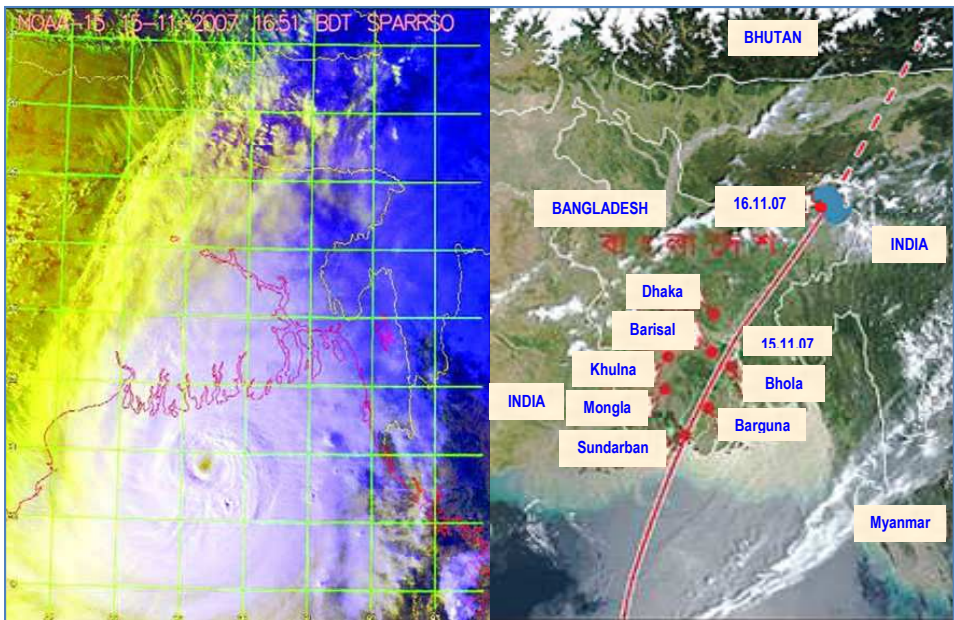 NOAA-15 15-11-2007 16:51 BDT SPARRSO
BHUTAN
BANGLADESH
16.11.07
INDIA
বাংলাদেশ
Dhaka
Barisal
15.11.07
Khulna
Bhola
INDIA
Mongla
Barguna
Sundarban
Myanmar